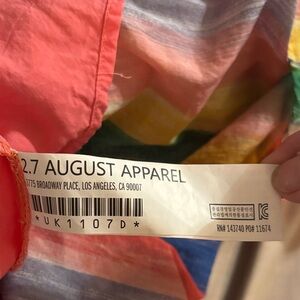 2.7 AUGUST APPAREL
1775 BROADWAY PLACE, LOS ANGELES, CA 90007
*UK1107D*
RN# 143740 PO# 11674